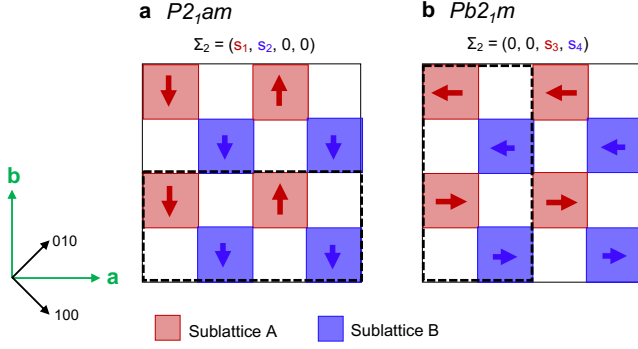 a P2₁am
Σ₂ = (s₁, s₂, 0, 0)
b Pb2₁m
Σ₂ = (0, 0, s₃, s₄)
b
010
a
100
Sublattice A
Sublattice B